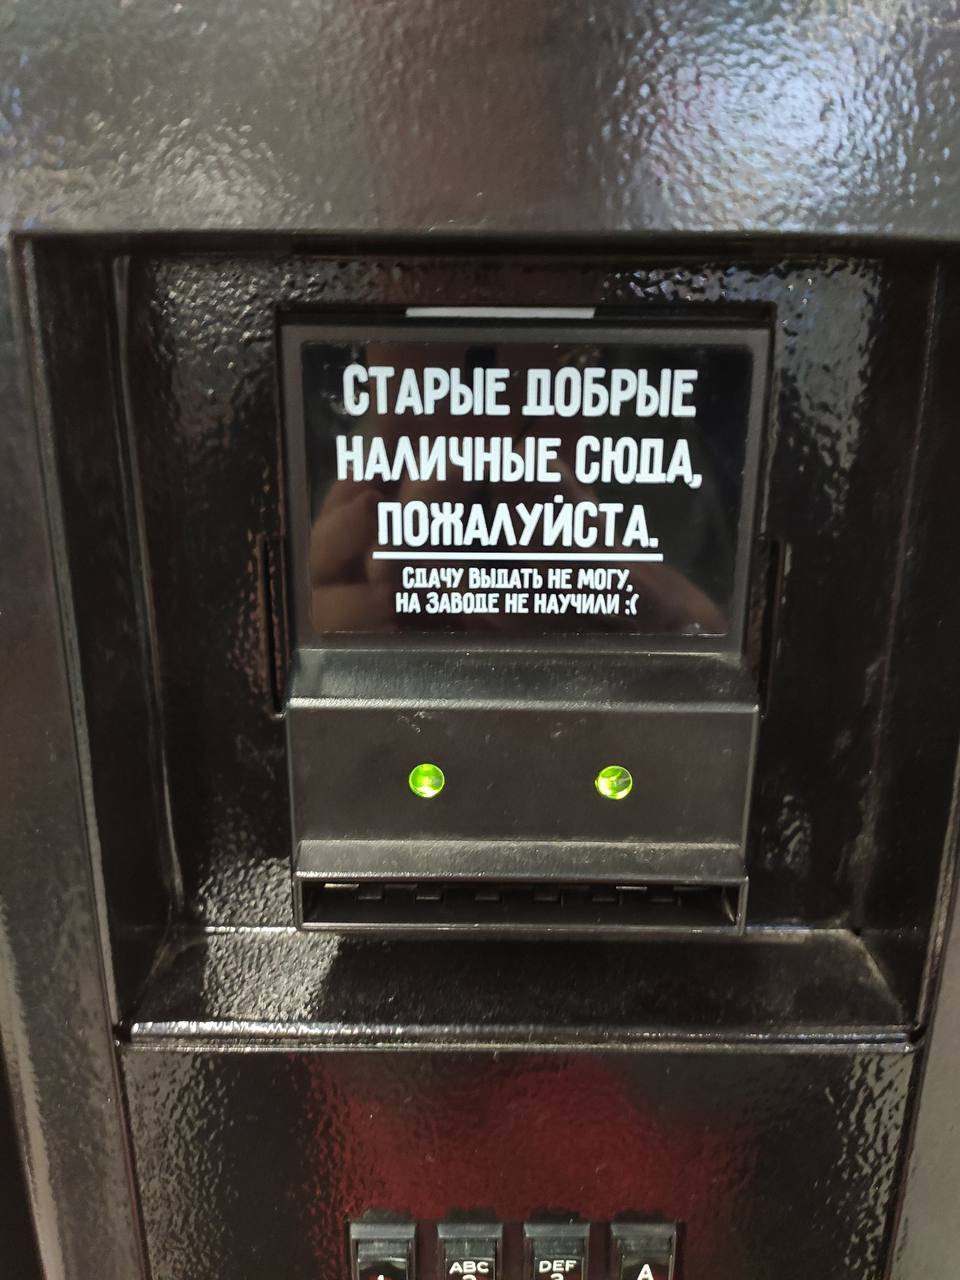 СТАРЫЕ ДОБРЫЕ
НАЛИЧНЫЕ СЮДА,
ПОЖАЛУЙСТА.
СДАЧУ ВЫДАТЬ НЕ МОГУ,
НА ЗАВОДЕ НЕ НАУЧИЛИ :(
ABC DEF A